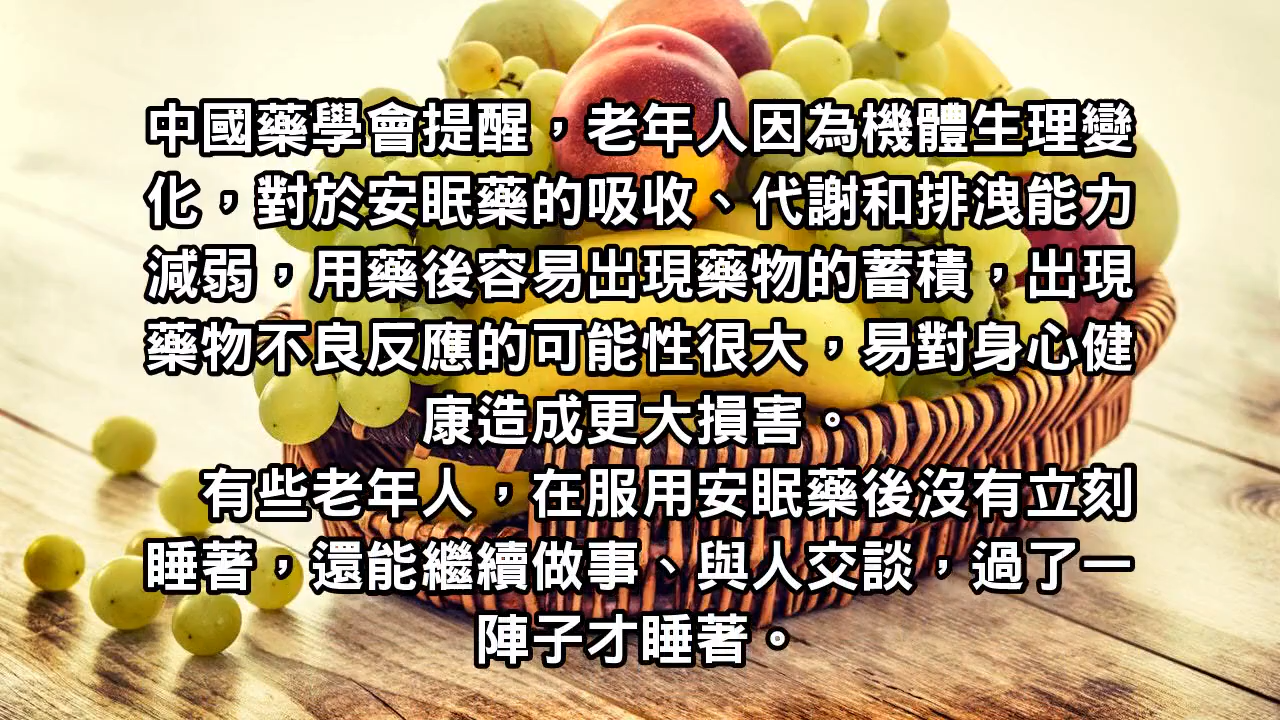 中國藥學會提醒，老年人因為機體生理變
化，對於安眠藥的吸收、代謝和排洩能力
減弱，用藥後容易出現藥物的蓄積，出現
藥物不良反應的可能性很大，易對身心健
康造成更大損害。
有些老年人，在服用安眠藥後沒有立刻
睡著，還能繼續做事、與人交談，過了一
陣子才睡著。